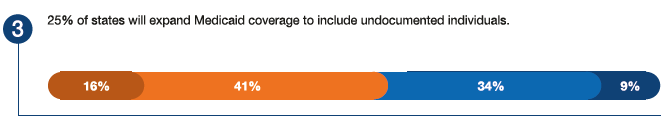 3
25% of states will expand Medicaid coverage to include undocumented individuals.
16% 41% 34% 9%